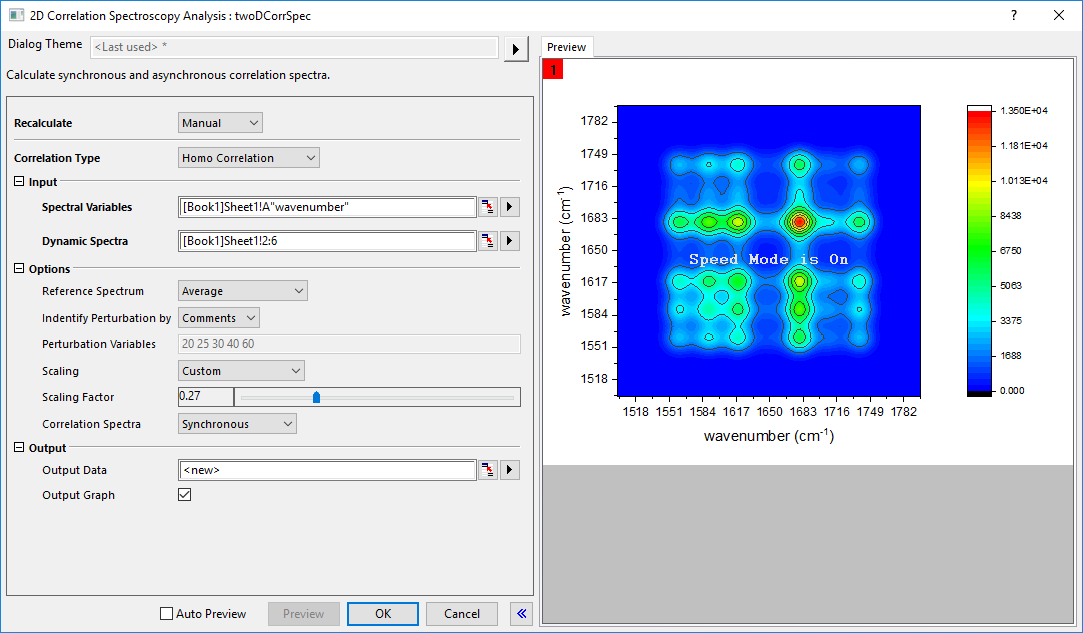 2D Correlation Spectroscopy Analysis : twoDCorrSpec
?
Dialog Theme
<Last used> *
Calculate synchronous and asynchronous correlation spectra.
Recalculate
Manual
Correlation Type
Homo Correlation
Input
Spectral Variables
[Book1]Sheet1!A"wavenumber"
Dynamic Spectra
[Book1]Sheet1!2:6
Options
Reference Spectrum
Average
Indentify Perturbation by
Comments
Perturbation Variables
20 25 30 40 60
Scaling
Custom
Scaling Factor
0.27
Correlation Spectra
Synchronous
Output
Output Data
<new>
Output Graph
Auto Preview
Preview
OK
Cancel
Preview
1
wavenumber (cm-1)
1782
1749
1716
1683
1650
1617
1584
1551
1518
Speed Mode is On
1518 1551 1584 1617 1650 1683 1716 1749 1782
wavenumber (cm-1)
1.350E+04
1.181E+04
1.013E+04
8438
6750
5063
3375
1688
0.000